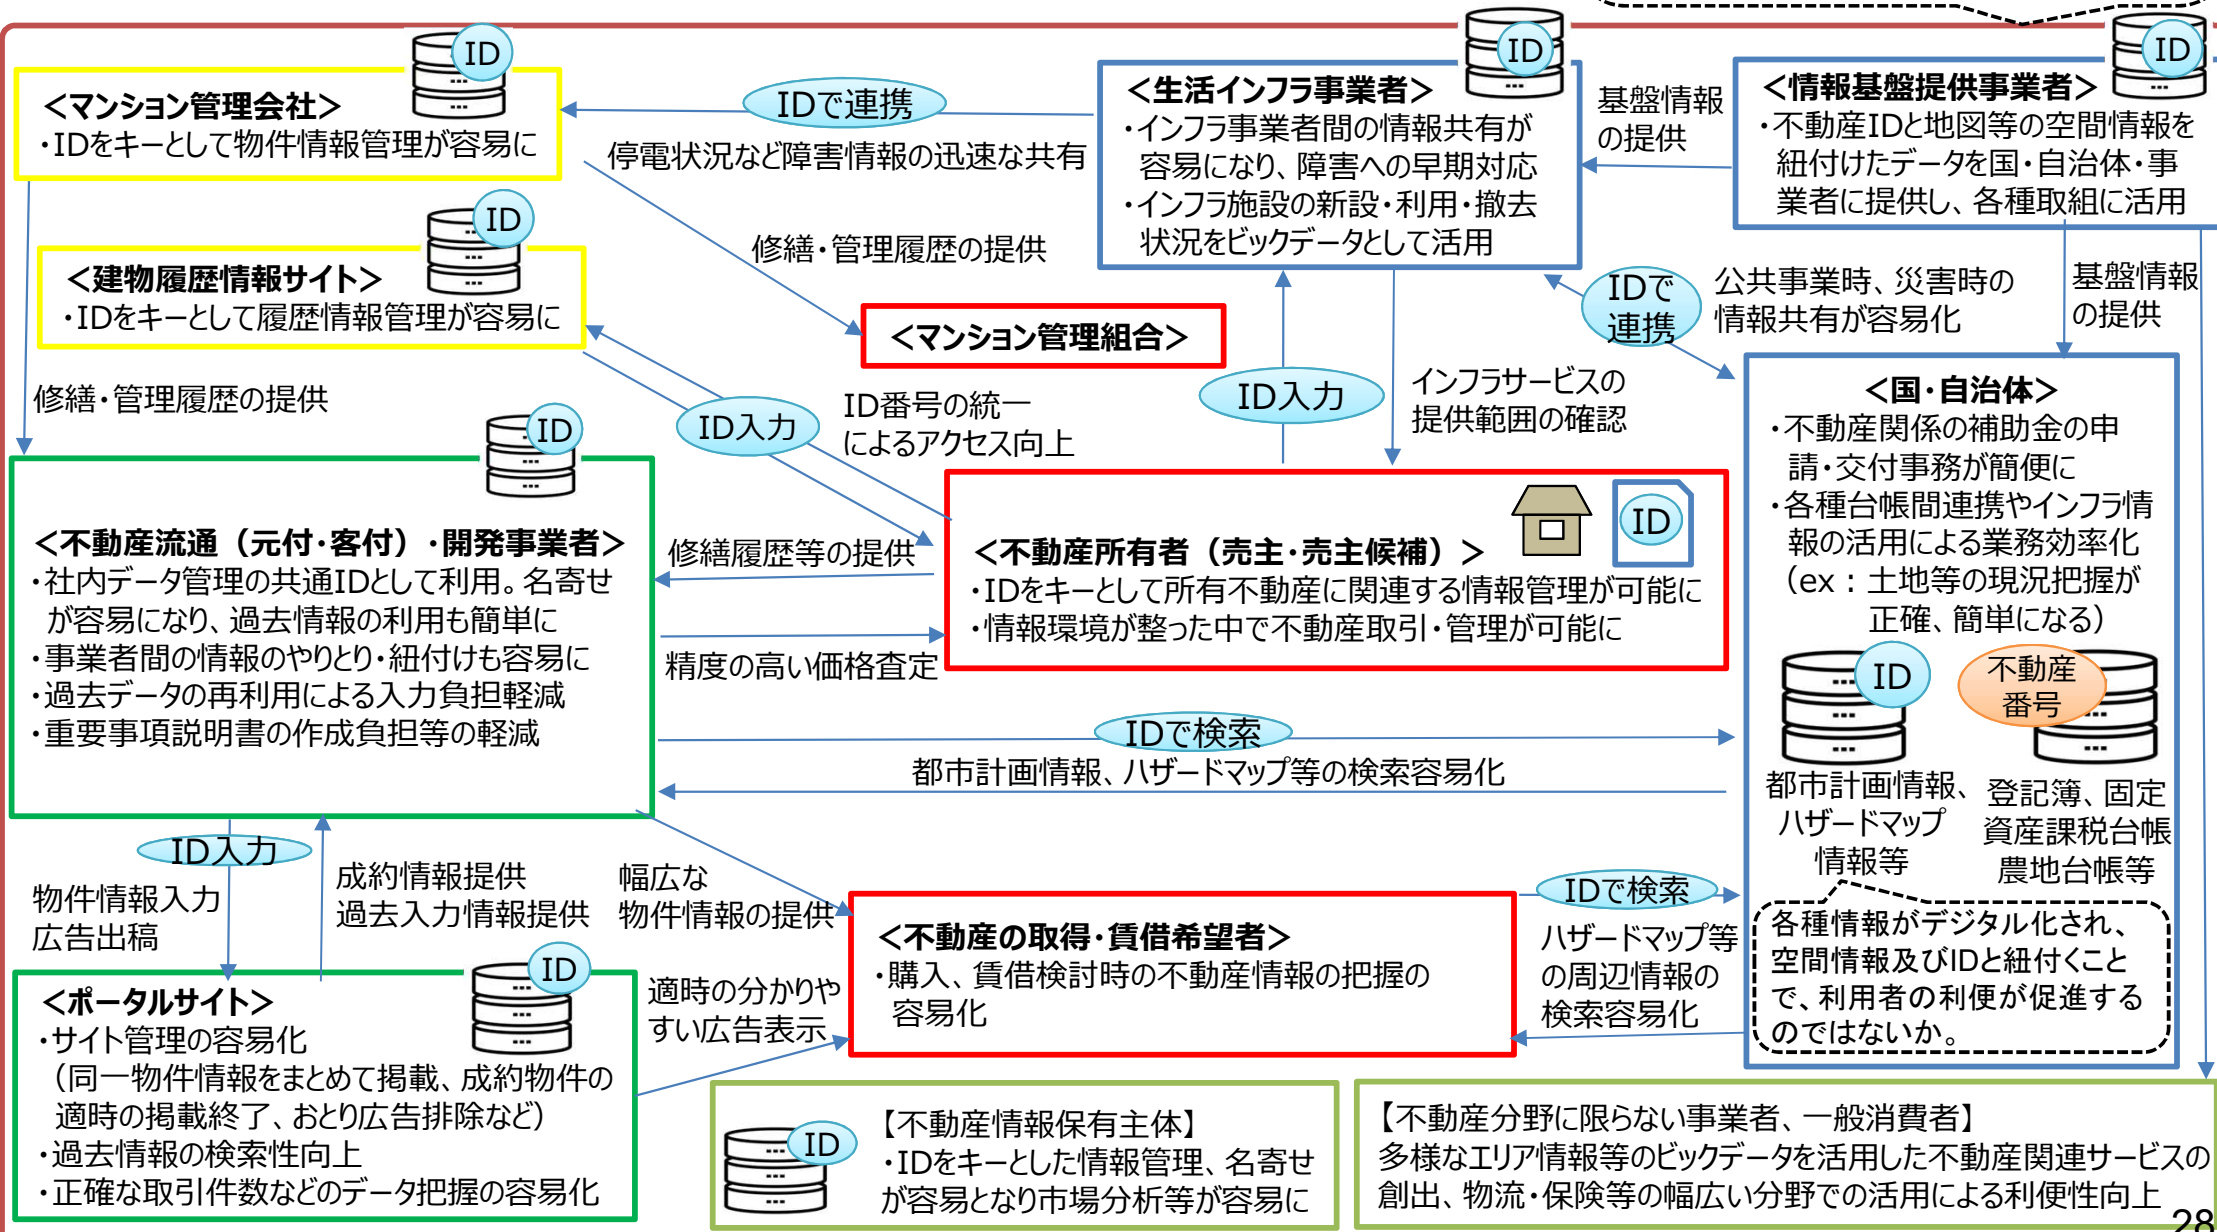 ID
<マンション管理会社>
・IDをキーとして物件情報管理が容易に
IDで連携
停電状況など障害情報の迅速な共有
ID
<生活インフラ事業者>
・インフラ事業者間の情報共有が
容易になり、障害への早期対応
・インフラ施設の新設・利用・撤去
状況をビックデータとして活用
基盤情報
の提供
ID
<情報基盤提供事業者>
・不動産IDと地図等の空間情報を
紐付けたデータを国・自治体・事
業者に提供し、各種取組に活用
ID
<建物履歴情報サイト>
・IDをキーとして履歴情報管理が容易に
修繕・管理履歴の提供
<マンション管理組合>
IDで
連携
公共事業時、災害時の
情報共有が容易化
基盤情報
の提供
修繕・管理履歴の提供
ID入力
ID番号の統一
によるアクセス向上
ID入力
インフラサービスの
提供範囲の確認
<国・自治体>
・不動産関係の補助金の申
請・交付事務が簡便に
・各種台帳間連携やインフラ情
報の活用による業務効率化
（ex：土地等の現況把握が
正確、簡単になる）
ID
不動産
番号
都市計画情報、
ハザードマップ
情報等
登記簿、固定
資産課税台帳
農地台帳等
各種情報がデジタル化され、
空間情報及びIDと紐付くこと
で、利用者の利便が促進する
のではないか。
ID
<不動産流通（元付・客付）・開発事業者>
・社内データ管理の共通IDとして利用。名寄せ
が容易になり、過去情報の利用も簡単に
・事業者間の情報のやりとり・紐付けも容易に
・過去データの再利用による入力負担軽減
・重要事項説明書の作成負担等の軽減
修繕履歴等の提供
精度の高い価格査定
ID
<不動産所有者（売主・売主候補）>
・IDをキーとして所有不動産に関連する情報管理が可能に
・情報環境が整った中で不動産取引・管理が可能に
IDで検索
都市計画情報、ハザードマップ等の検索容易化
ID入力
物件情報入力
広告出稿
成約情報提供
過去入力情報提供
幅広な
物件情報の提供
<不動産の取得・賃借希望者>
・購入、賃借検討時の不動産情報の把握の
容易化
IDで検索
ハザードマップ等
の周辺情報の
検索容易化
ID
<ポータルサイト>
・サイト管理の容易化
（同一物件情報をまとめて掲載、成約物件の
適時の掲載終了、おとり広告排除など）
・過去情報の検索性向上
・正確な取引件数などのデータ把握の容易化
適時の分かりや
すい広告表示
ID
【不動産情報保有主体】
・IDをキーとした情報管理、名寄せ
が容易となり市場分析等が容易に
【不動産分野に限らない事業者、一般消費者】
多様なエリア情報等のビックデータを活用した不動産関連サービスの
創出、物流・保険等の幅広い分野での活用による利便性向上
28